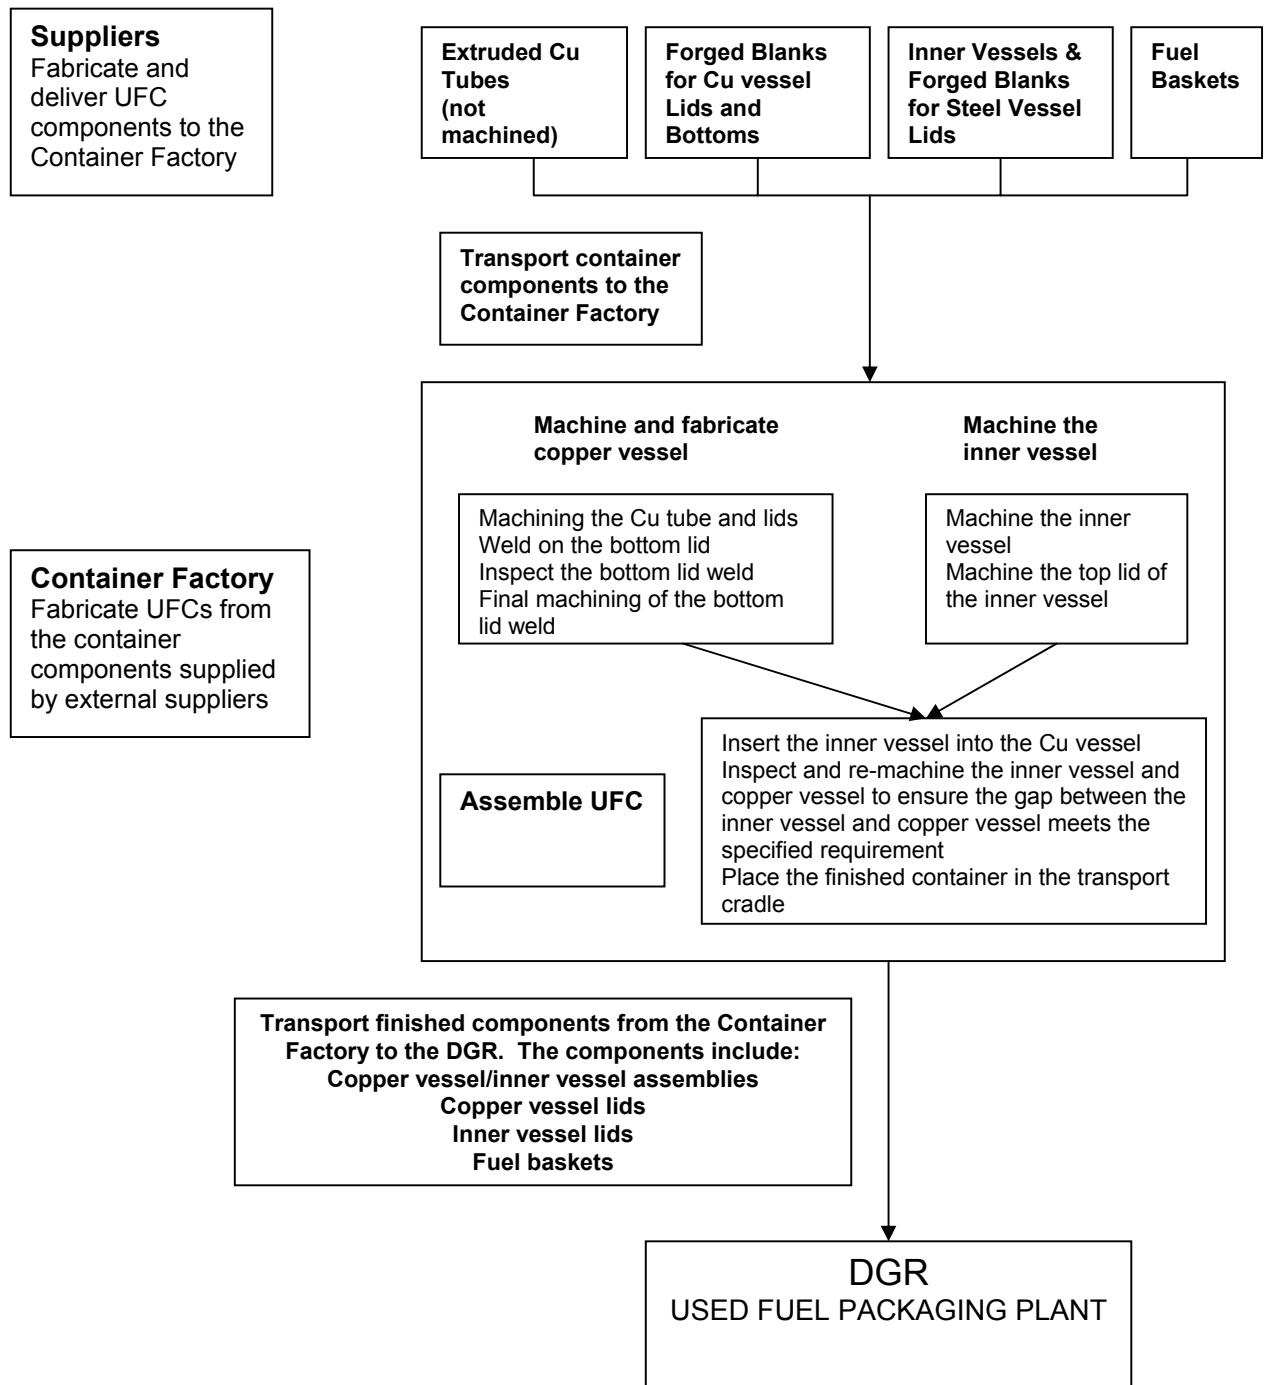 Suppliers
Fabricate and
deliver UFC
components to the
Container Factory
Extruded Cu
Tubes
(not
machined)
Forged Blanks
for Cu vessel
Lids and
Bottoms
Inner Vessels &
Forged Blanks
for Steel Vessel
Lids
Fuel
Baskets
Transport container
components to the
Container Factory
Machine and fabricate
copper vessel
Machine the
inner vessel
Machining the Cu tube and lids
Weld on the bottom lid
Inspect the bottom lid weld
Final machining of the bottom
lid weld
Machine the inner
vessel
Machine the top lid of
the inner vessel
Container Factory
Fabricate UFCs from
the container
components supplied
by external suppliers
Assemble UFC
Insert the inner vessel into the Cu vessel
Inspect and re-machine the inner vessel and
copper vessel to ensure the gap between the
inner vessel and copper vessel meets the
specified requirement
Place the finished container in the transport
cradle
Transport finished components from the Container
Factory to the DGR.  The components include:
Copper vessel/inner vessel assemblies
Copper vessel lids
Inner vessel lids
Fuel baskets
DGR
USED FUEL PACKAGING PLANT